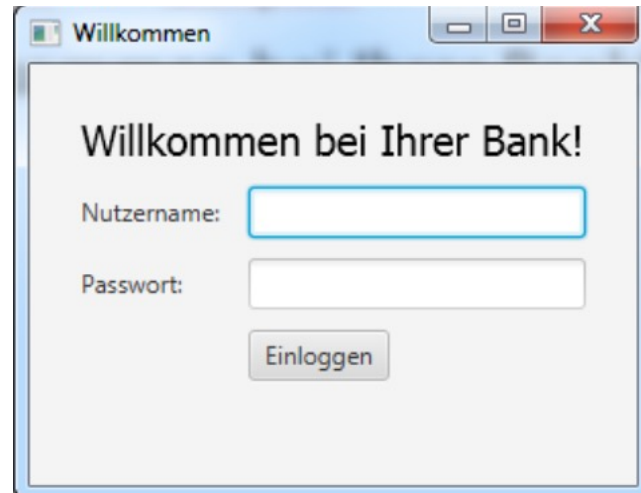 Willkommen
Willkommen bei Ihrer Bank!
Nutzername:
Passwort:
Einloggen